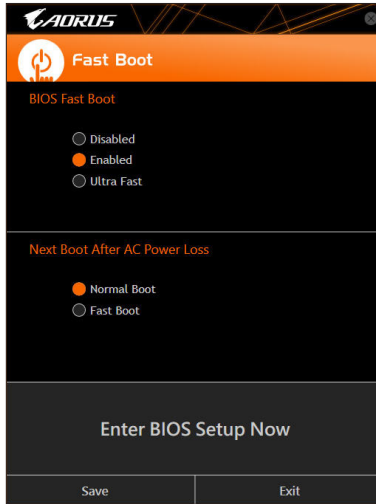 AORUS
Fast Boot
BIOS Fast Boot
Disabled
Enabled
Ultra Fast
Next Boot After AC Power Loss
Normal Boot
Fast Boot
Enter BIOS Setup Now
Save Exit